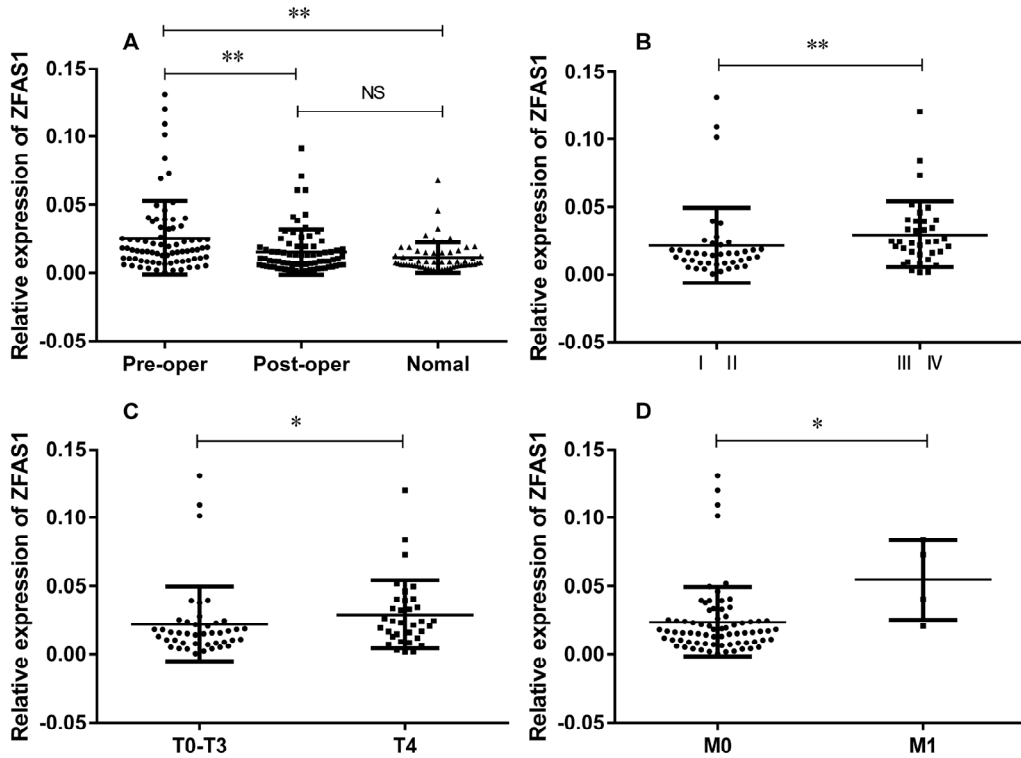 A
**
**
NS
Relative expression of ZFAS1
0.15
0.10
0.05
0.00
-0.05
Pre-oper Post-oper Nomal
B
**
Relative expression of ZFAS1
0.15
0.10
0.05
0.00
-0.05
I II III IV
C
*
Relative expression of ZFAS1
0.15
0.10
0.05
0.00
-0.05
T0-T3 T4
D
*
Relative expression of ZFAS1
0.15
0.10
0.05
0.00
-0.05
M0 M1